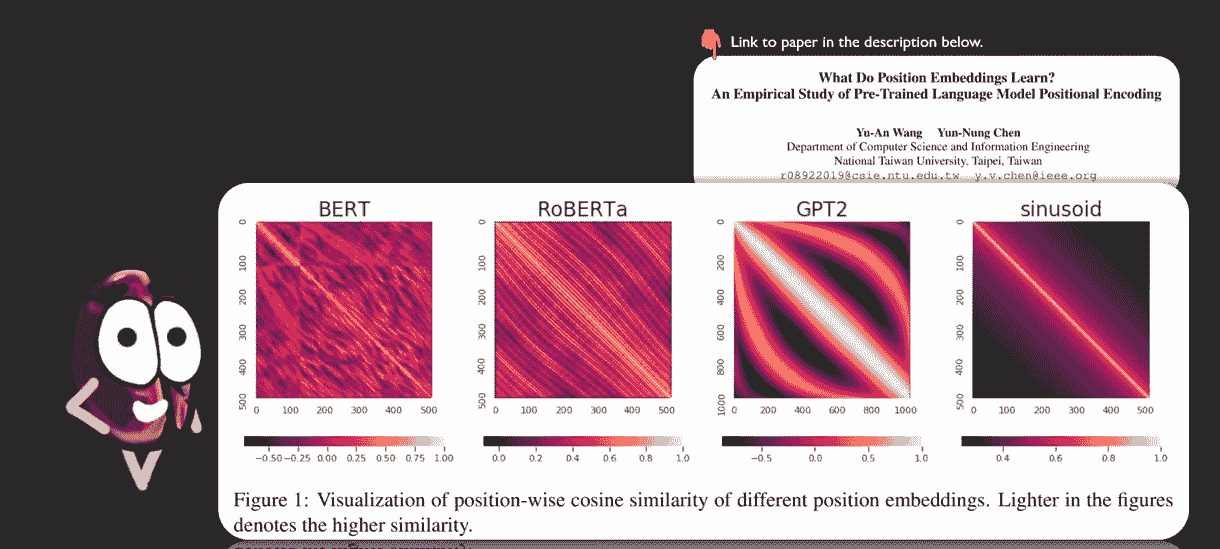 Link to paper in the description below.
What Do Position Embeddings Learn?
An Empirical Study of Pre-Trained Language Model Positional Encoding
Yu-An Wang Yun-Nung Chen
Department of Computer Science and Information Engineering
National Taiwan University, Taipei, Taiwan
r08922019@csie.ntu.edu.tw y.v.chen@ieee.org
BERT RoBERTa GPT2 sinusoid
0 0 0 0
100 100 200 100
200 200 400 200
300 300 600 300
400 400 800 400
500 500 1000 500
0 100 200 300 400 500 0 100 200 300 400 500 0 200 400 600 800 1000 0 100 200 300 400 500
−0.50 −0.25 0.00 0.25 0.50 0.75 1.00 0.0 0.2 0.4 0.6 0.8 1.0 −0.5 0.0 0.5 1.0 0.4 0.6 0.8 1.0
Figure 1: Visualization of position-wise cosine similarity of different position embeddings. Lighter in the figures
denotes the higher similarity.